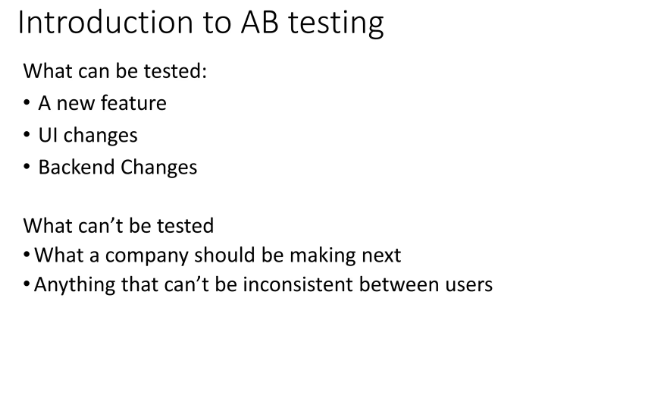 Introduction to AB testing
What can be tested:
• A new feature
• UI changes
• Backend Changes
What can’t be tested
• What a company should be making next
• Anything that can’t be inconsistent between users